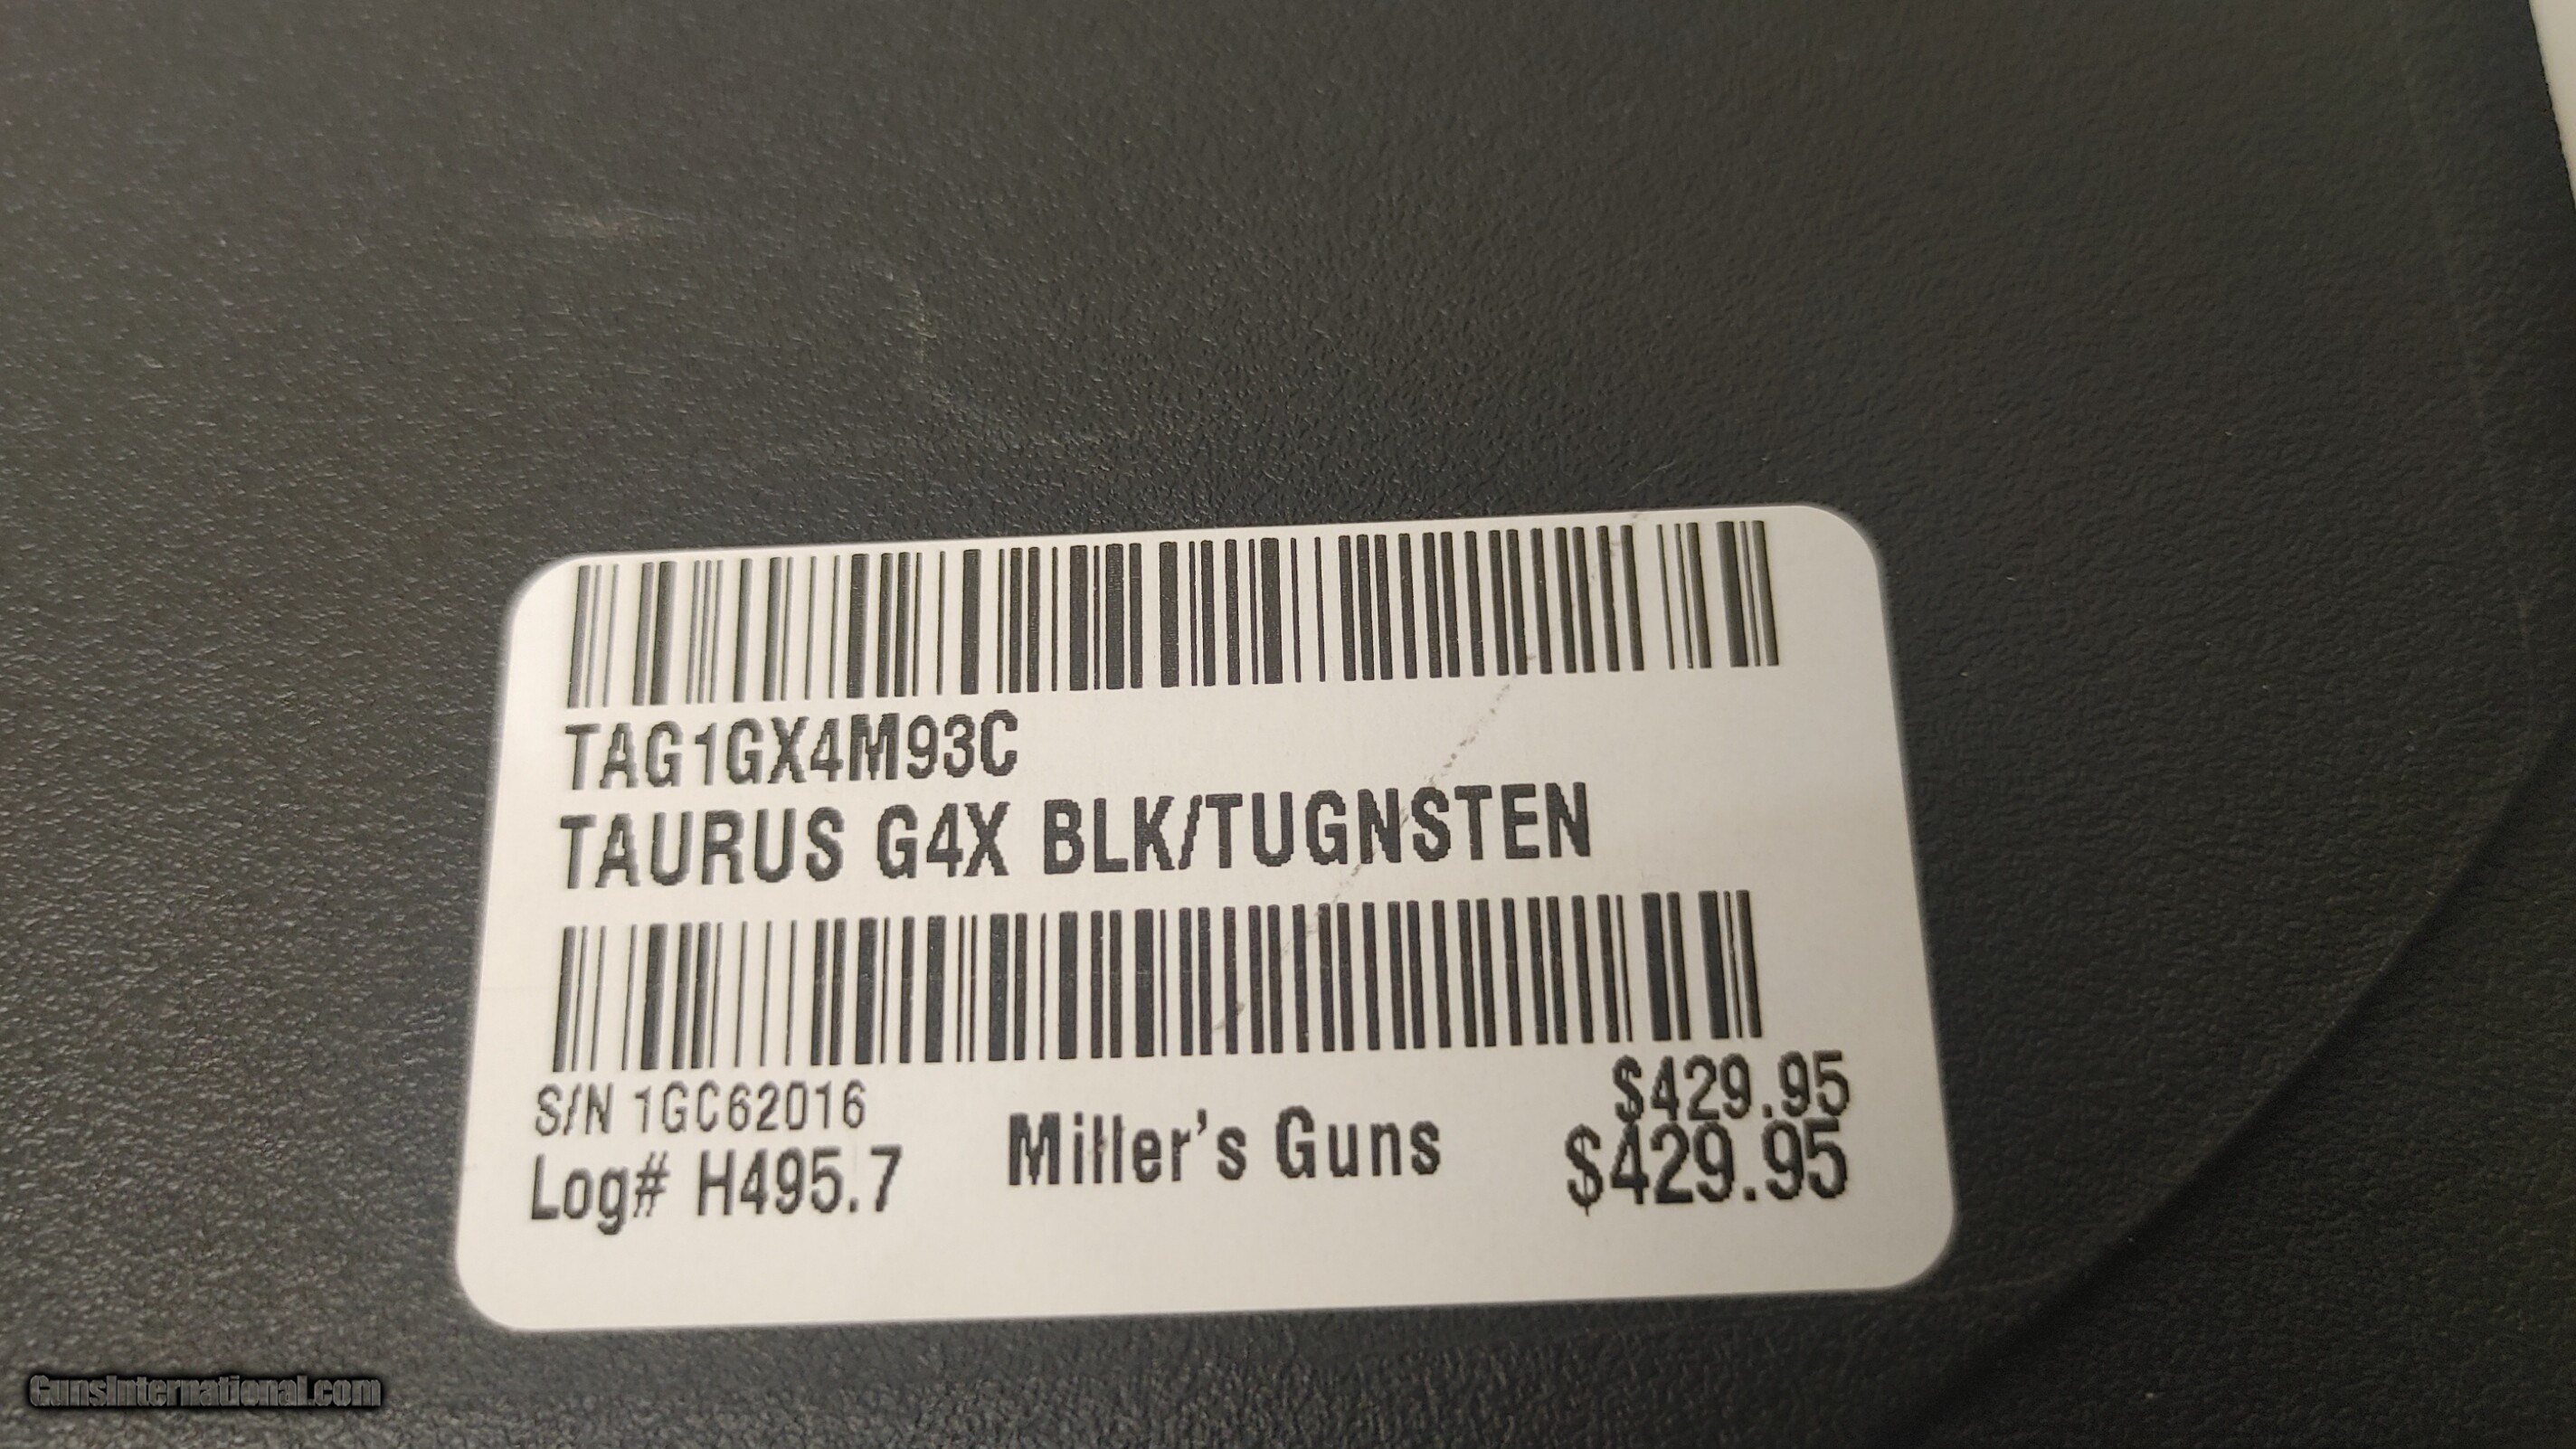 TAG1GX4M93C
TAURUS G4X BLK/TUGNSTEN
S/N 1GC62016
Log# H495.7
Miller's Guns
$429.95
$429.95
GunsInternational.com